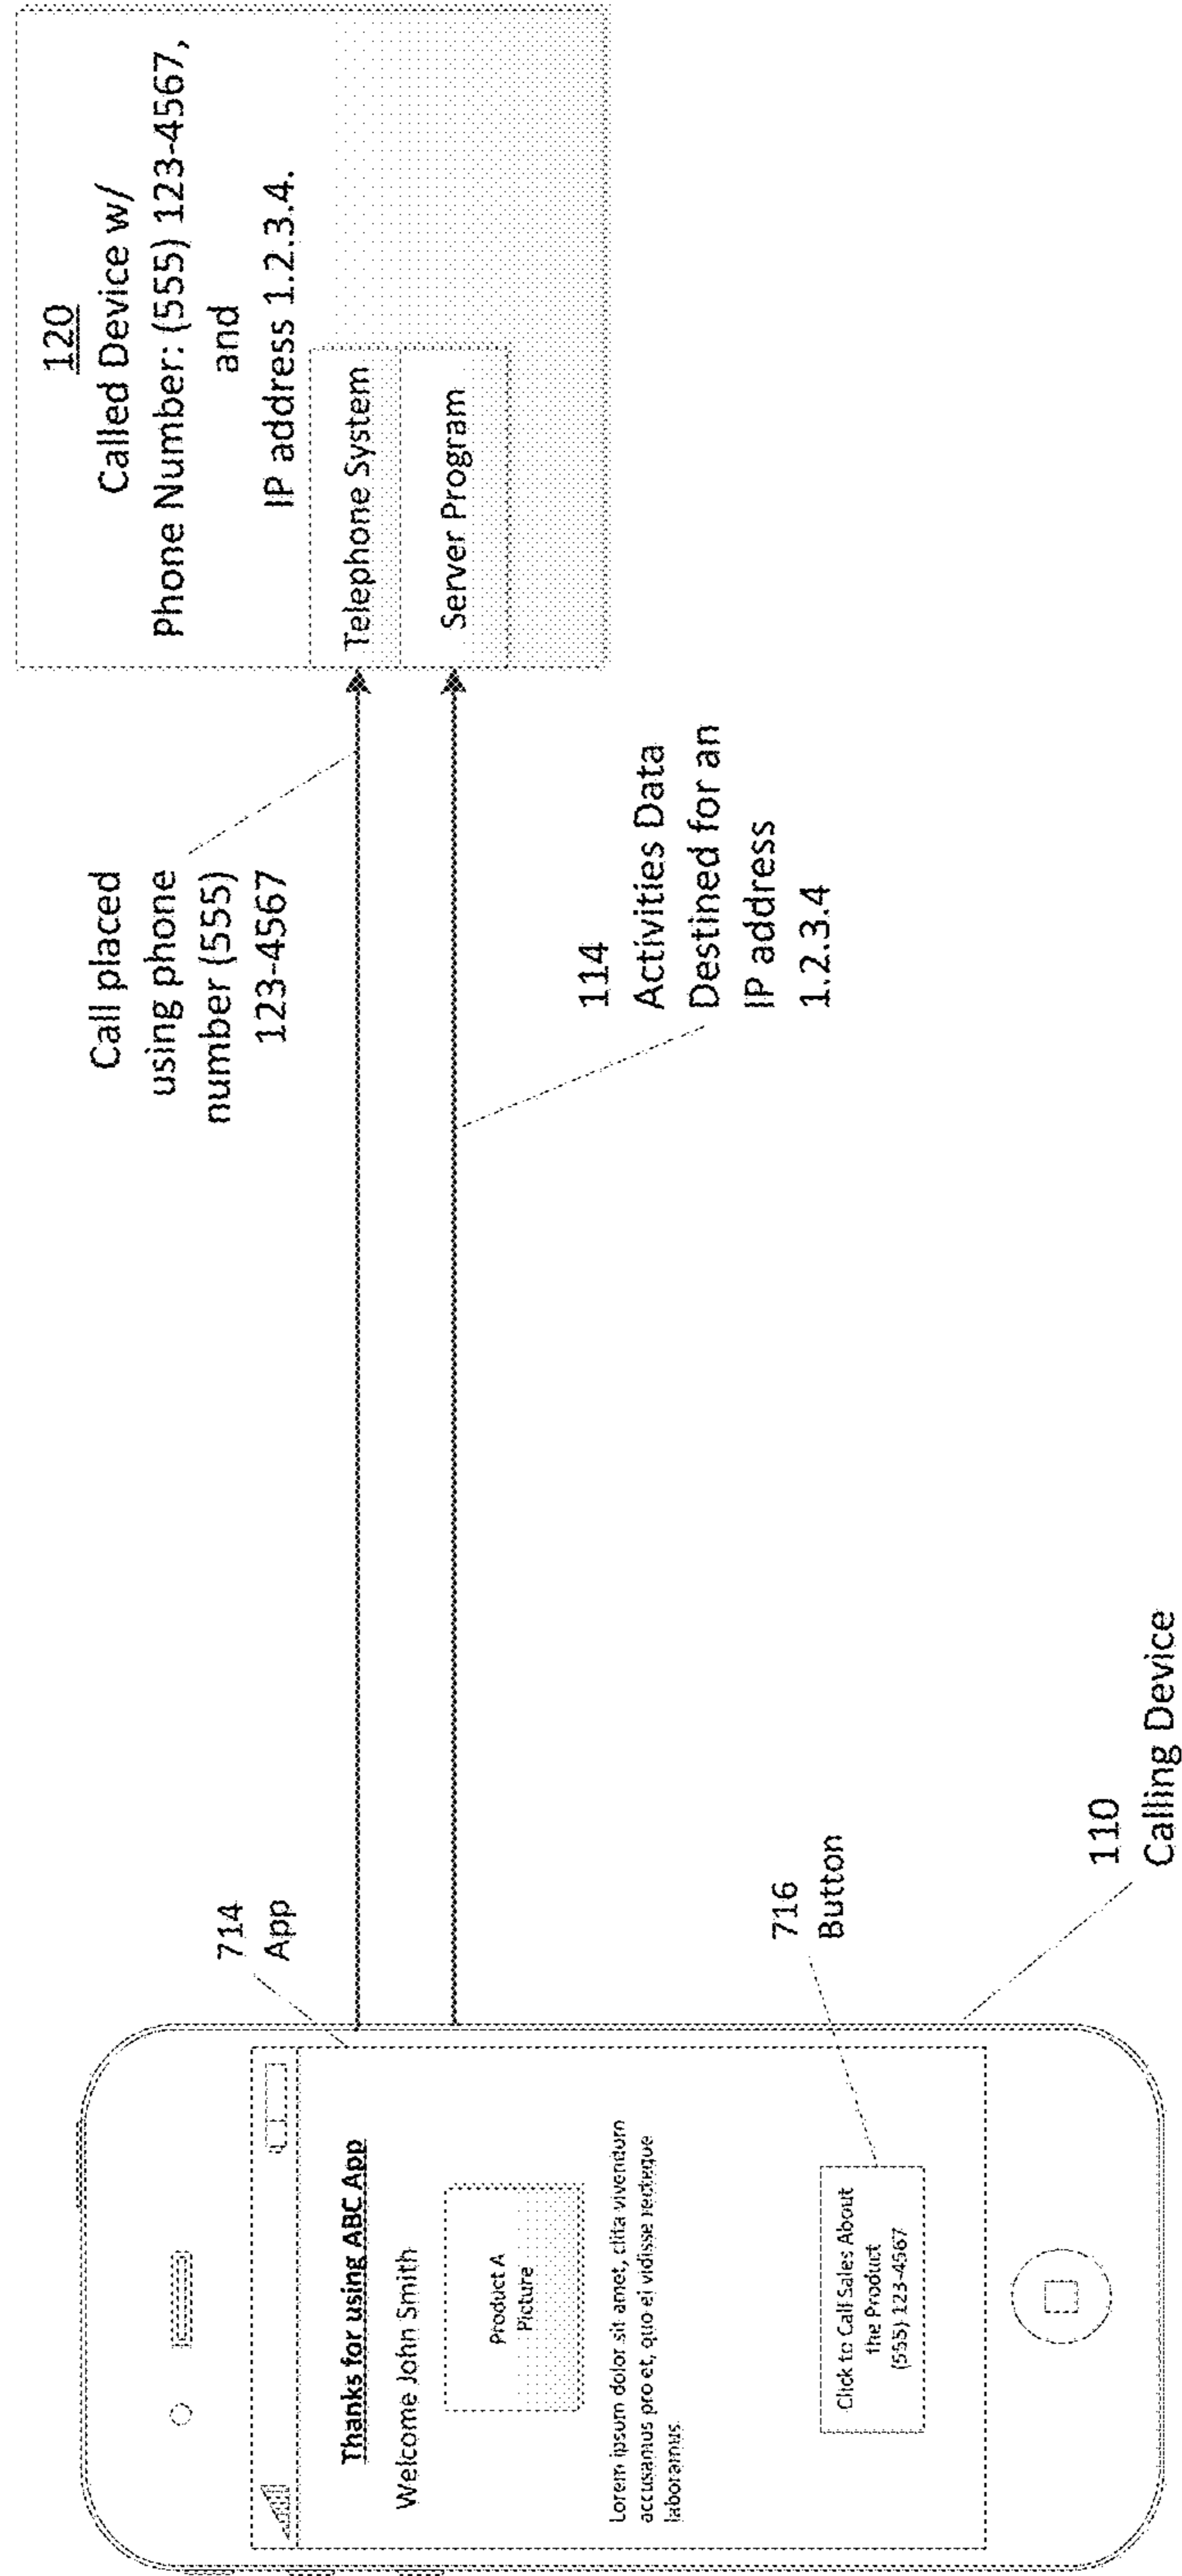 714
App
Thanks for using ABC App
Welcome John Smith
Product A
Picture
Lorem ipsum dolor sit amet, clita vivendum
accusamus pro et, quo ei vidisse recteque
laboramus.
Click to Call Sales About
the Product
(555) 123-4567
716
Button
110
Calling Device
Call placed
using phone
number (555)
123-4567
114
Activities Data
Destined for an
IP address
1.2.3.4
120
Called Device w/
Phone Number: (555) 123-4567,
and
IP address 1.2.3.4.
Telephone System
Server Program